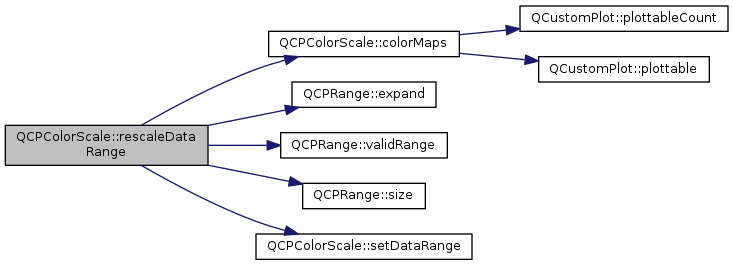 QCPColorScale::rescaleData
Range
QCPColorScale::colorMaps
QCustomPlot::plottableCount
QCustomPlot::plottable
QCPRange::expand
QCPRange::validRange
QCPRange::size
QCPColorScale::setDataRange